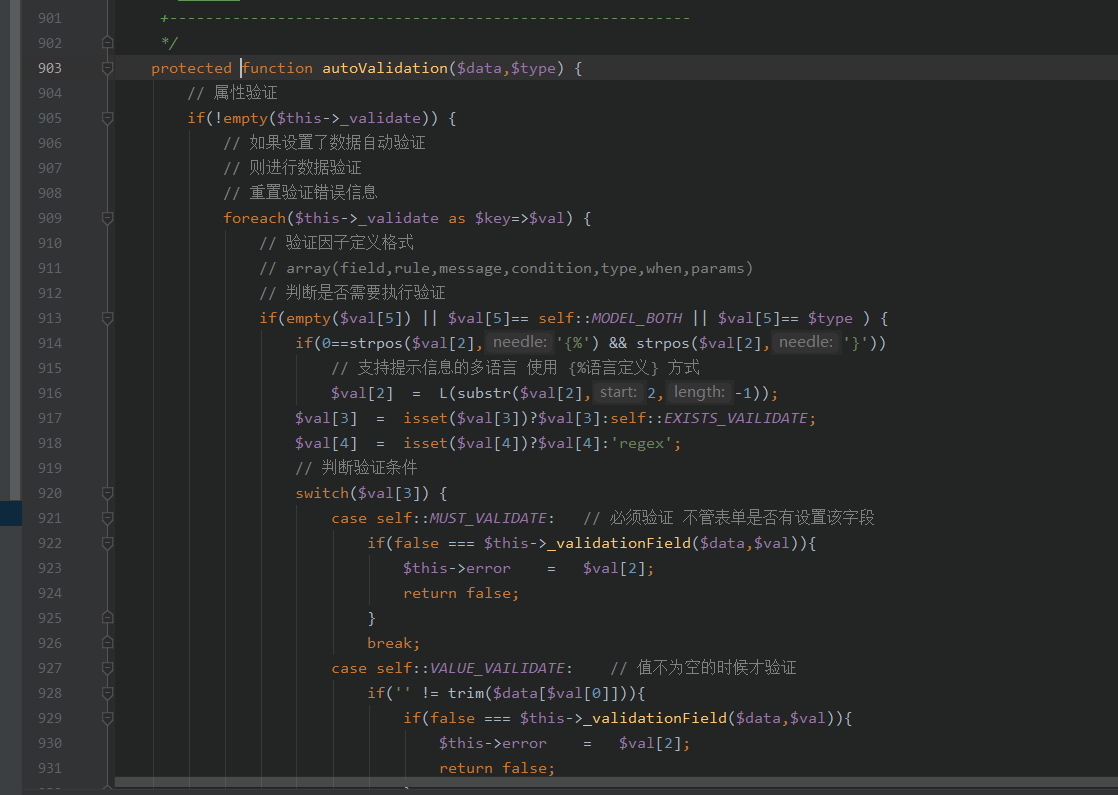 901 +----------------------------------------------------------
902 */
903 protected function autoValidation($data,$type) {
904 // 属性验证
905 if(!empty($this->_validate)) {
906 // 如果设置了数据自动验证
907 // 则进行数据验证
908 // 重置验证错误信息
909 foreach($this->_validate as $key=>$val) {
910 // 验证因子定义格式
911 // array(field,rule,message,condition,type,when,params)
912 // 判断是否需要执行验证
913 if(empty($val[5]) || $val[5]== self::MODEL_BOTH || $val[5]== $type ) {
914 if(0==strpos($val[2], needle: '{%') && strpos($val[2], needle: '}'))
915 // 支持提示信息的多语言 使用 {%语言定义} 方式
916 $val[2] = L(substr($val[2], start: 2, length: -1));
917 $val[3] = isset($val[3])?$val[3]:self::EXISTS_VAILIDATE;
918 $val[4] = isset($val[4])?$val[4]:'regex';
919 // 判断验证条件
920 switch($val[3]) {
921 case self::MUST_VALIDATE: // 必须验证 不管表单是否有设置该字段
922 if(false === $this->_validationField($data,$val)){
923 $this->error = $val[2];
924 return false;
925 }
926 break;
927 case self::VALUE_VAILIDATE: // 值不为空的时候才验证
928 if('' != trim($data[$val[0]])){
929 if(false === $this->_validationField($data,$val)){
930 $this->error = $val[2];
931 return false;